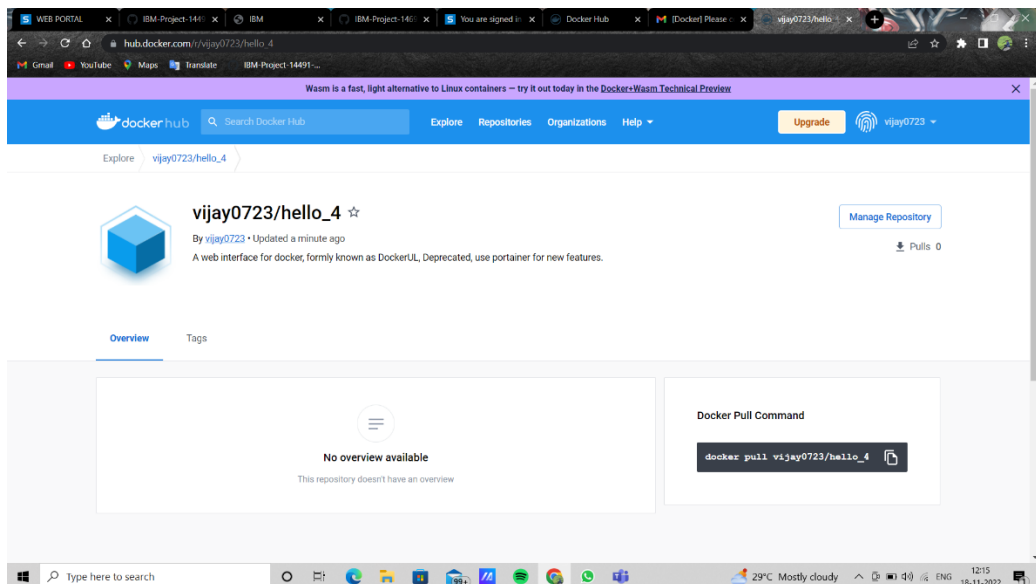 WEB PORTAL
IBM-Project-1449
IBM
IBM-Project-146
You are signed in
Docker Hub
[Docker] Please c
vijay0723/hello
hub.docker.com/r/vijay0723/hello_4
Gmail
YouTube
Maps
Translate
IBM-Project-14491-...
Wasm is a fast, light alternative to Linux containers — try it out today in the Docker+Wasm Technical Preview
docker hub
Search Docker Hub
Explore
Repositories
Organizations
Help
Upgrade
vijay0723
Explore
vijay0723/hello_4
vijay0723/hello_4
Manage Repository
By vijay0723 • Updated a minute ago
Pulls 0
A web interface for docker, formly known as DockerUL, Deprecated, use portainer for new features.
Overview
Tags
Docker Pull Command
docker pull vijay0723/hello_4
No overview available
This repository doesn't have an overview
Type here to search
99+
29°C Mostly cloudy
ENG
12:15
18-11-2022